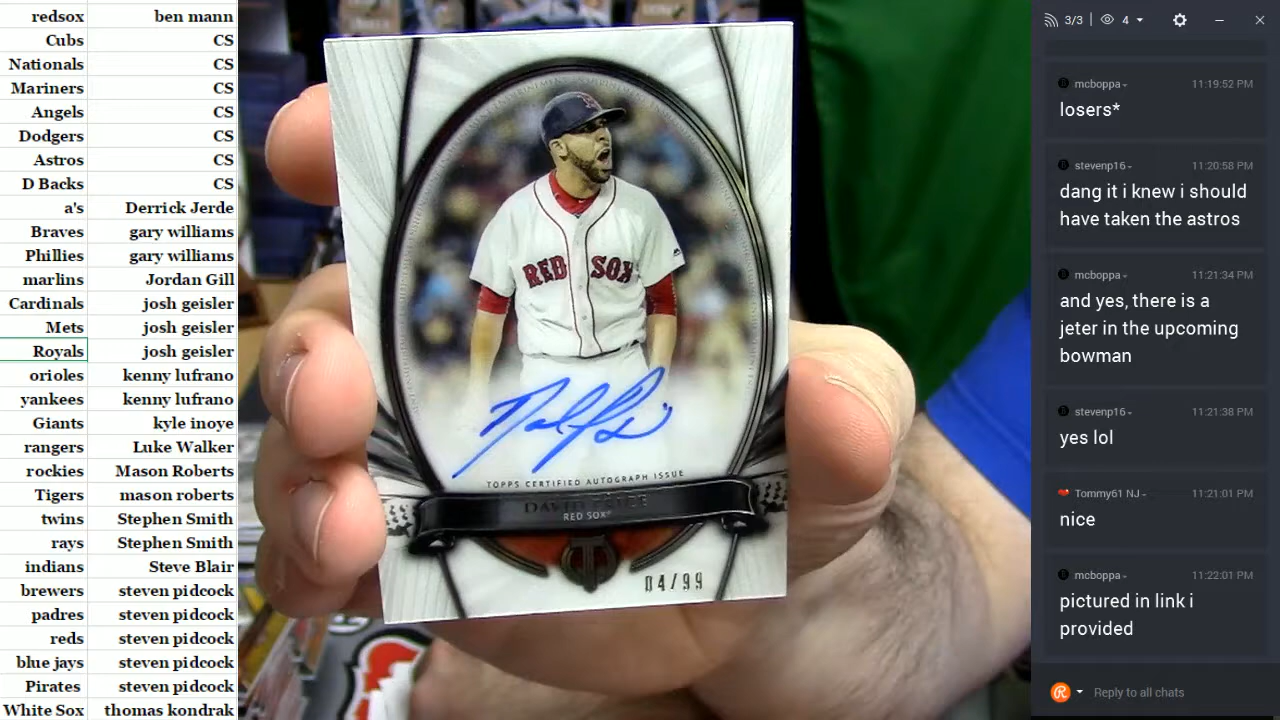 redsox ben mann
Cubs CS
Nationals CS
Mariners CS
Angels CS
Dodgers CS
Astros CS
D Backs CS
a's Derrick Jerde
Braves gary williams
Phillies gary williams
marlins Jordan Gill
Cardinals josh geisler
Mets josh geisler
Royals josh geisler
orioles kenny lufrano
yankees kenny lufrano
Giants kyle inoye
rangers Luke Walker
rockies Mason Roberts
Tigers mason roberts
twins Stephen Smith
rays Stephen Smith
indians Steve Blair
brewers steven pidcock
padres steven pidcock
reds steven pidcock
blue jays steven pidcock
Pirates steven pidcock
White Sox thomas kondrak
RED SOX
TOPPS CERTIFIED AUTOGRAPH ISSUE
DAVID PRICE
RED SOX
04/99
3/3 4
mcboppa 11:19:52 PM
losers*
stevenp16 11:20:58 PM
dang it i knew i should
have taken the astros
mcboppa 11:21:34 PM
and yes, there is a
jeter in the upcoming
bowman
stevenp16 11:21:38 PM
yes lol
Tommy61 NJ 11:21:01 PM
nice
mcboppa 11:22:01 PM
pictured in link i
provided
Reply to all chats